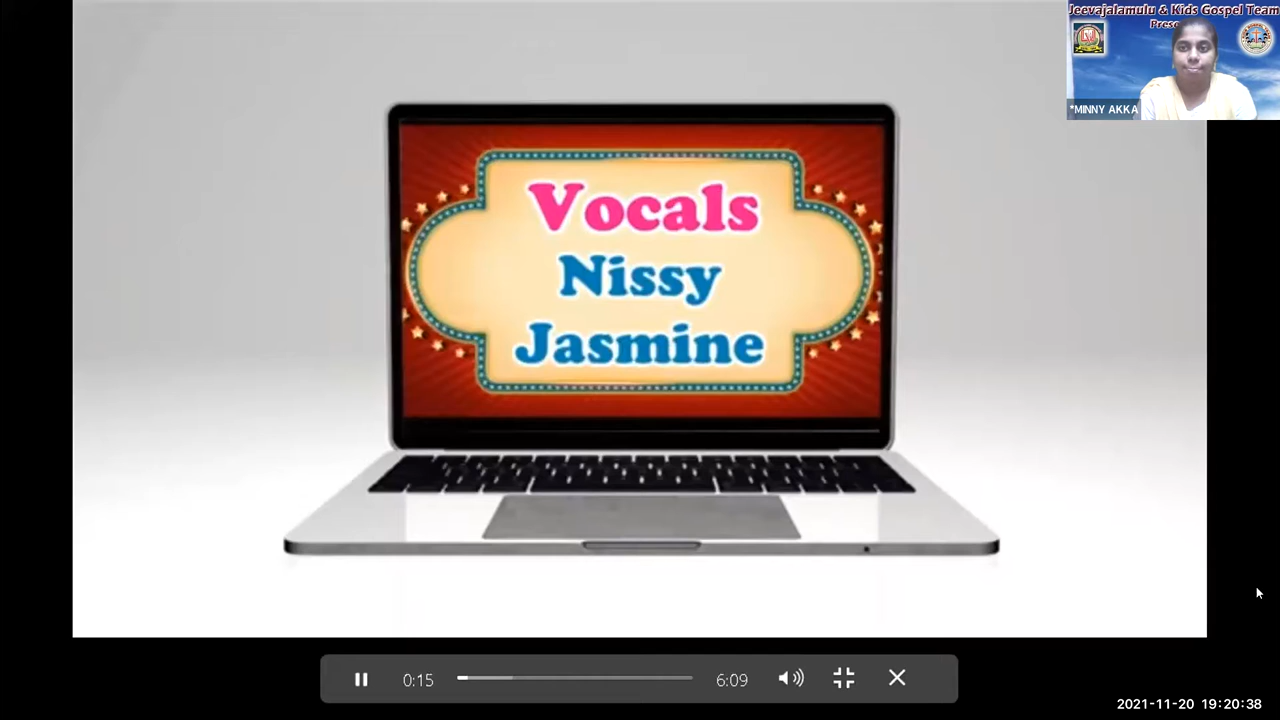 Jeevajalamulu & Kids Gospel Team
*MINNY AKKA
Vocals
Nissy
Jasmine
0:15
6:09
2021-11-20 19:20:38